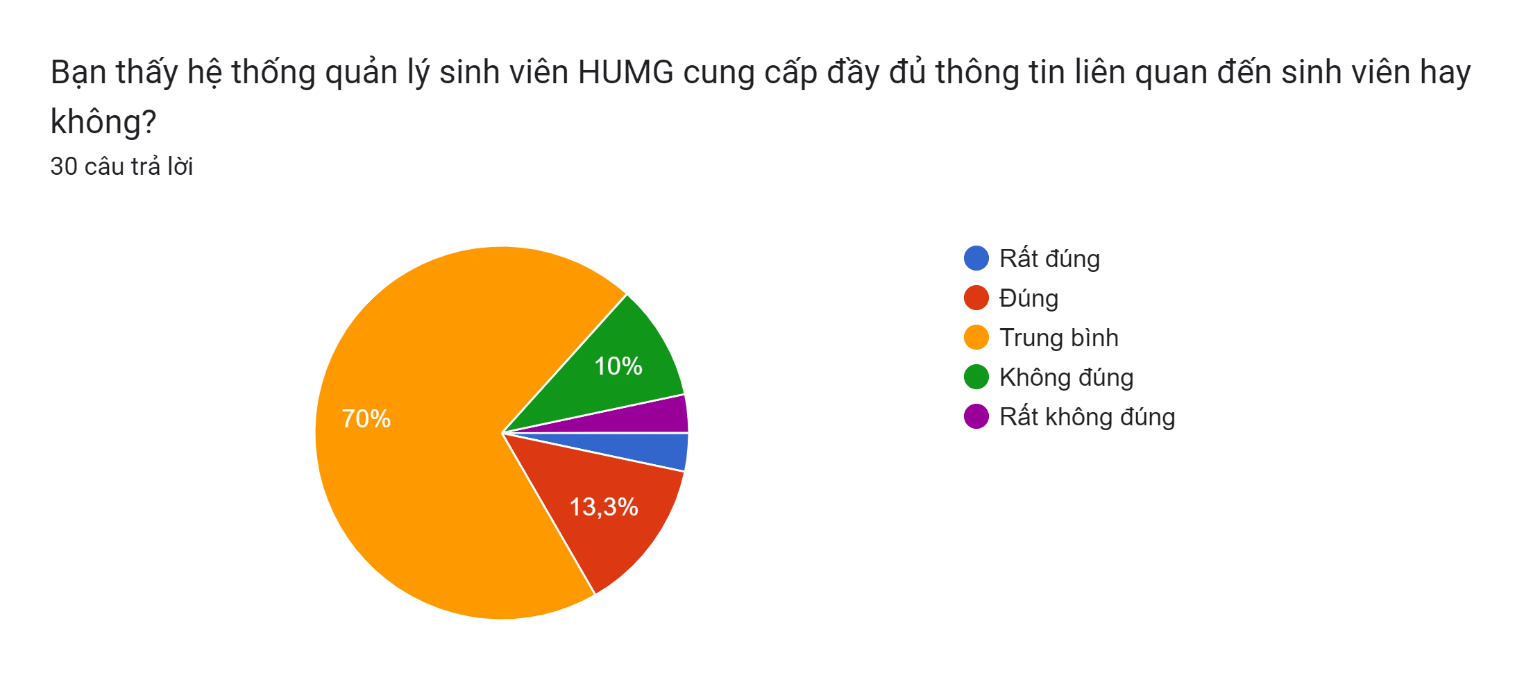 Bạn thấy hệ thống quản lý sinh viên HUMG cung cấp đầy đủ thông tin liên quan đến sinh viên hay
không?
30 câu trả lời
Rất đúng
Đúng
Trung bình
Không đúng
Rất không đúng
10%
70%
13,3%